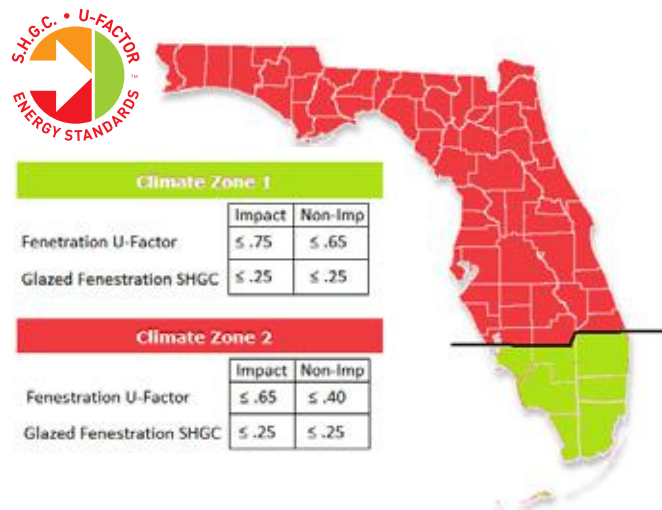 S.H.G.C. • U-FACTOR
ENERGY STANDARDS
TM
Climate Zone 1
Impact Non-Imp
Fenetration U-Factor ≤ .75 ≤ .65
Glazed Fenestration SHGC ≤ .25 ≤ .25
Climate Zone 2
Impact Non-Imp
Fenestration U-Factor ≤ .65 ≤ .40
Glazed Fenestration SHGC ≤ .25 ≤ .25